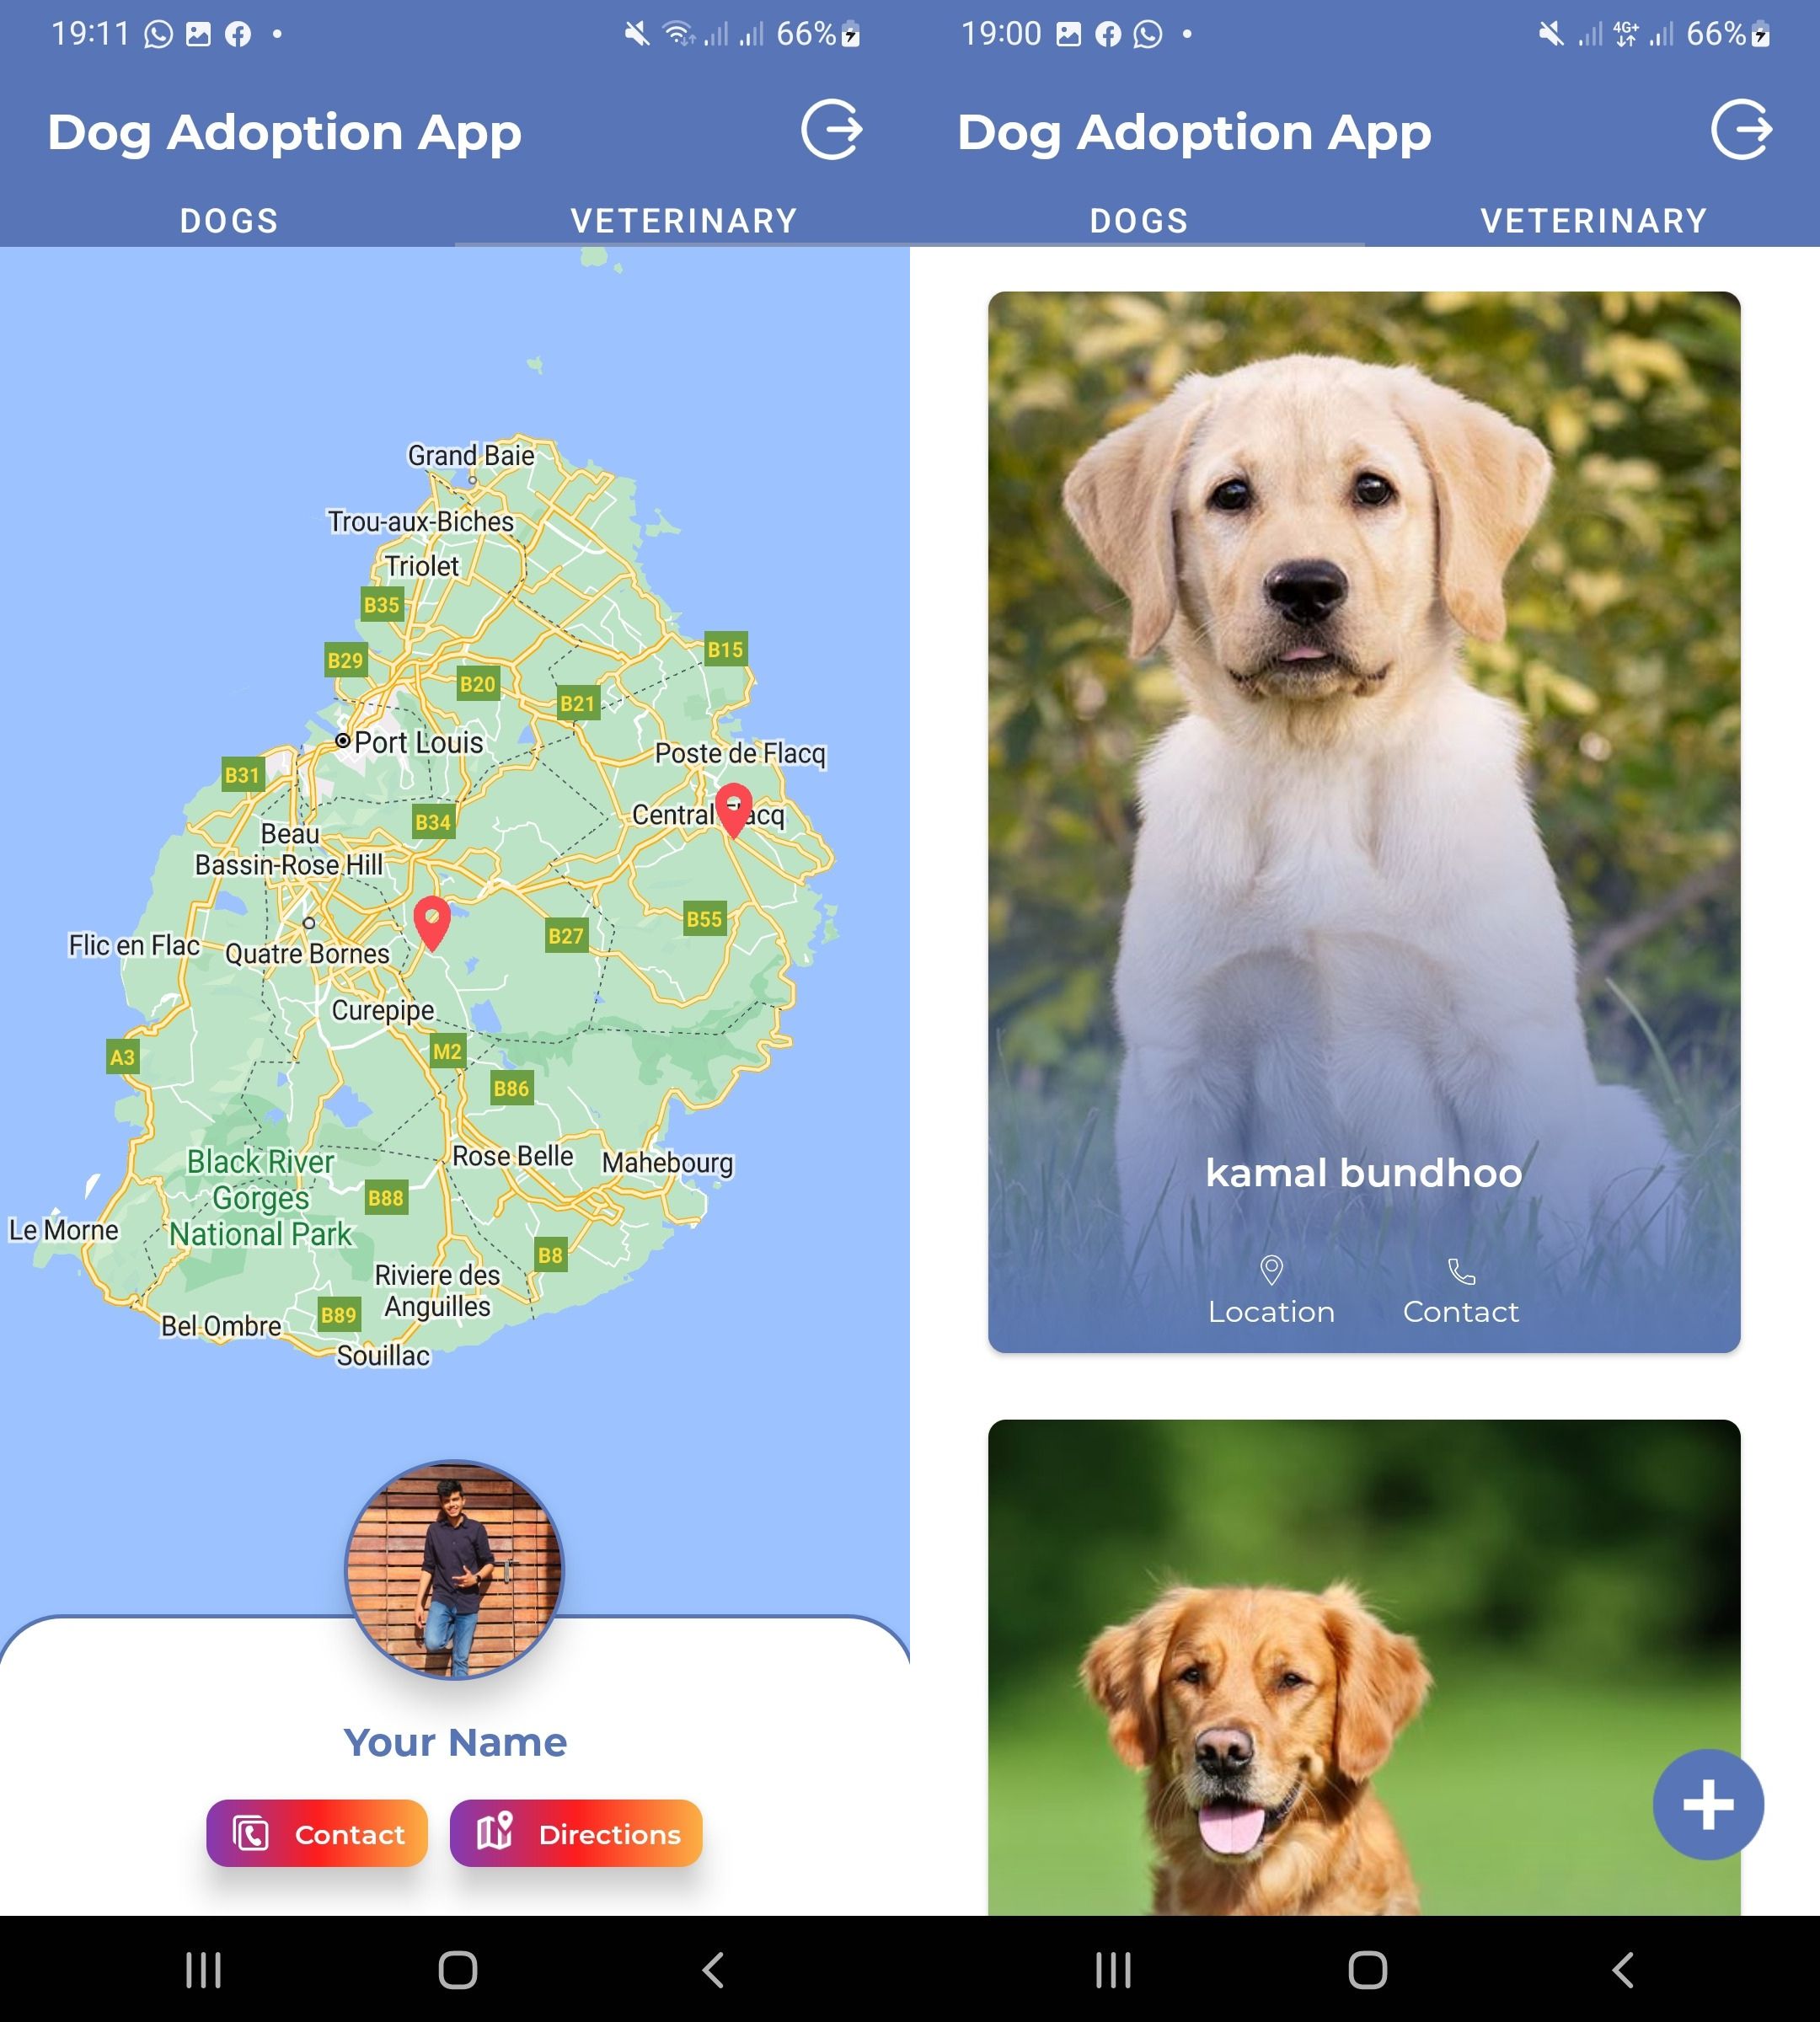 19:11
66%
Dog Adoption App
DOGS
VETERINARY
Grand Baie
Trou-aux-Biches
Triolet
B35
B15
B29
B20
B21
Port Louis
Poste de Flacq
B31
Central Flacq
B34
Beau
Bassin-Rose Hill
B55
B27
Flic en Flac
Quatre Bornes
Curepipe
M2
A3
B86
Rose Belle
Mahebourg
Black River
Gorges
National Park
B88
Le Morne
B8
Riviere des
Anguilles
B89
Bel Ombre
Souillac
Your Name
Contact
Directions
19:00
4G+
66%
Dog Adoption App
DOGS
VETERINARY
kamal bundhoo
Location
Contact